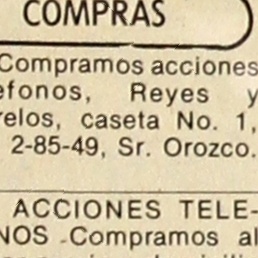 COMPRAS
Compramos acciones
efonos, Reyes y
relos, caseta No. 1,
2-85-49, Sr. Orozco.
ACCIONES TELE-
NOS -Compramos al